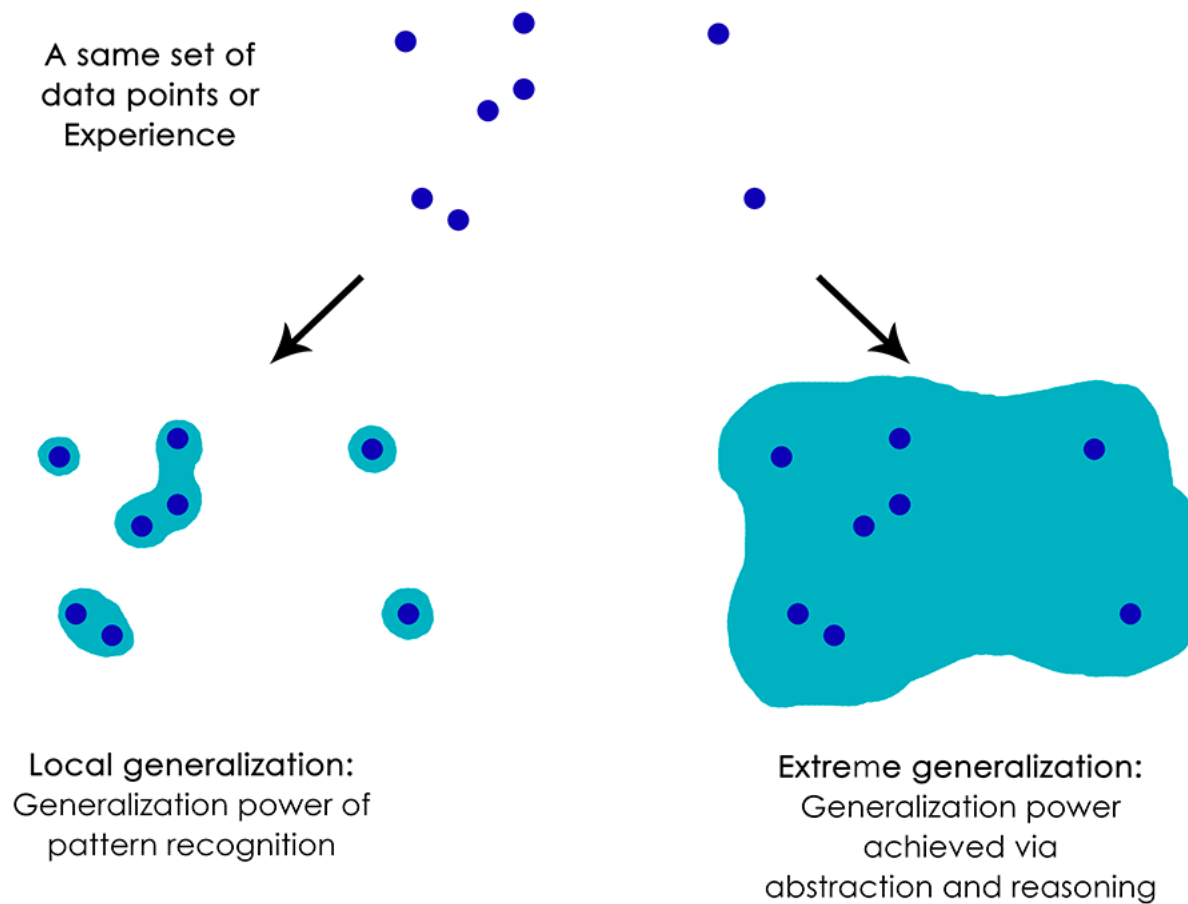 A same set of
data points or
Experience
Local generalization:
Generalization power of
pattern recognition
Extreme generalization:
Generalization power
achieved via
abstraction and reasoning